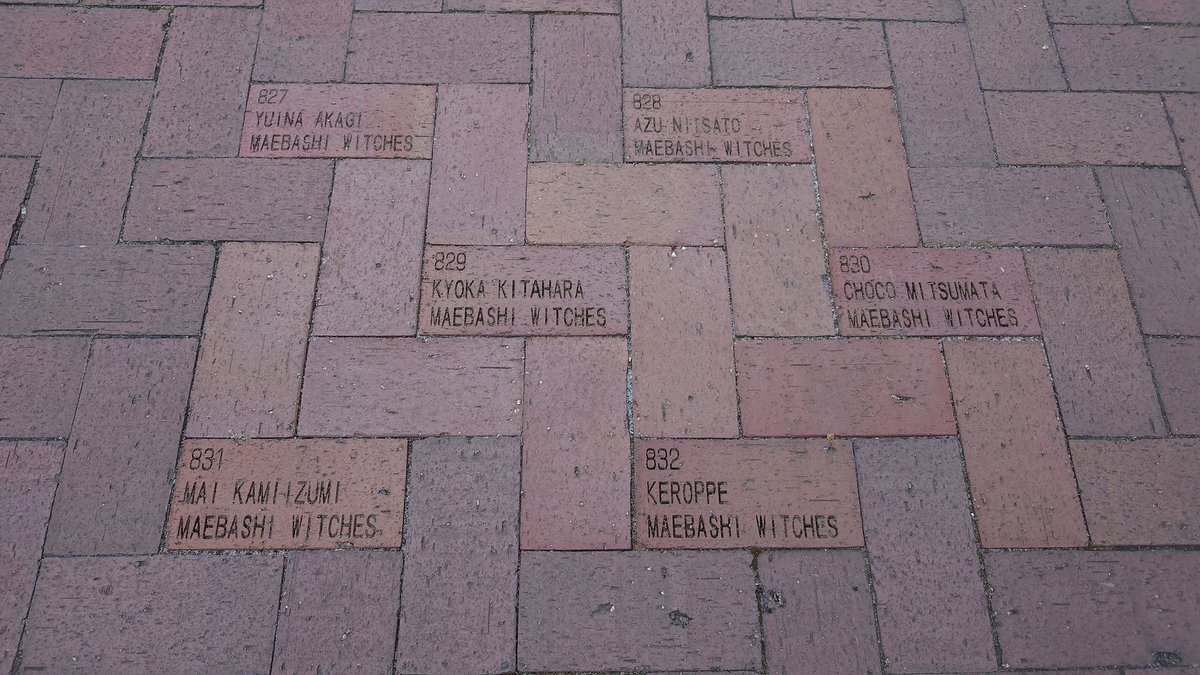 827
YUINA AKAGI
MAEBASHI WITCHES
828
AZU NIISATO
MAEBASHI WITCHES
829
KYOKA KITAHARA
MAEBASHI WITCHES
830
CHOCO MITSUMATA
MAEBASHI WITCHES
831
MAI KAMIIZUMI
MAEBASHI WITCHES
832
KEROPPE
MAEBASHI WITCHES